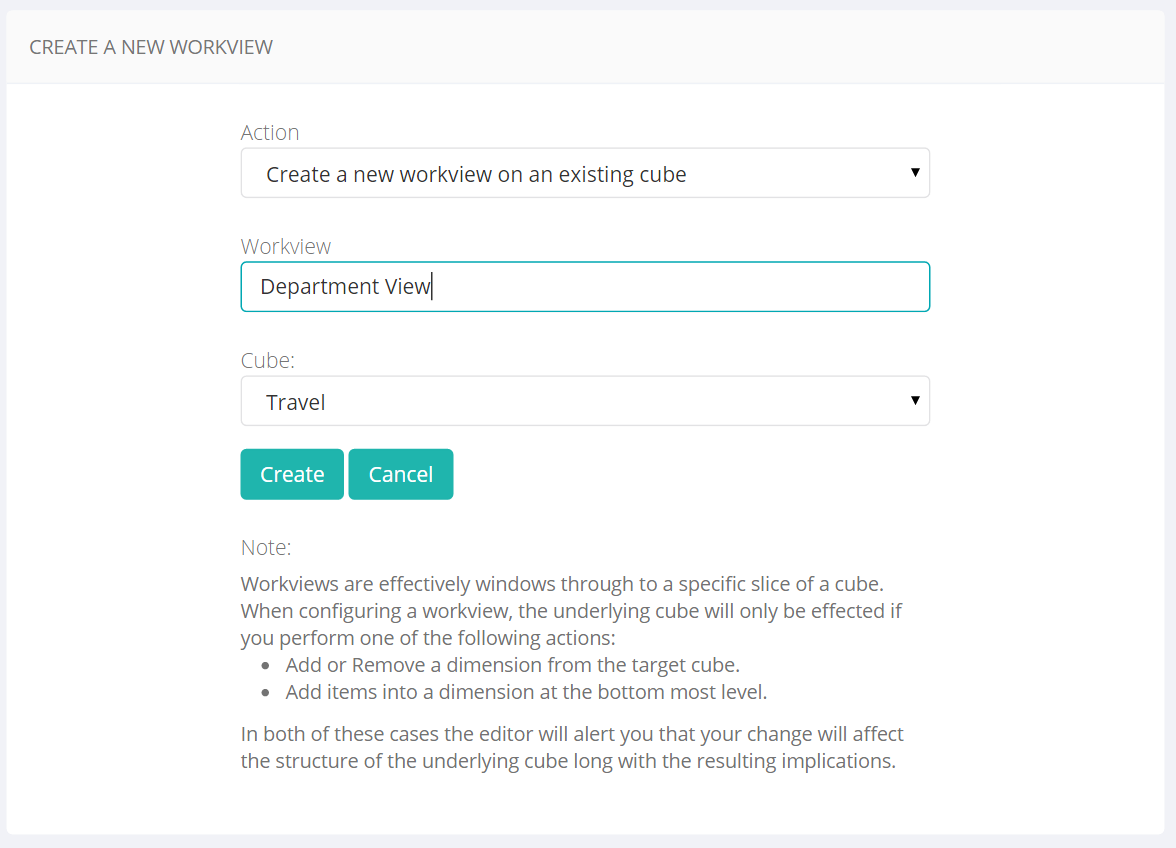 CREATE A NEW WORKVIEW
Action
Create a new workview on an existing cube
Workview
Department View
Cube:
Travel
Create Cancel
Note:
Workviews are effectively windows through to a specific slice of a cube.
When configuring a workview, the underlying cube will only be effected if
you perform one of the following actions:
• Add or Remove a dimension from the target cube.
• Add items into a dimension at the bottom most level.
In both of these cases the editor will alert you that your change will affect
the structure of the underlying cube long with the resulting implications.